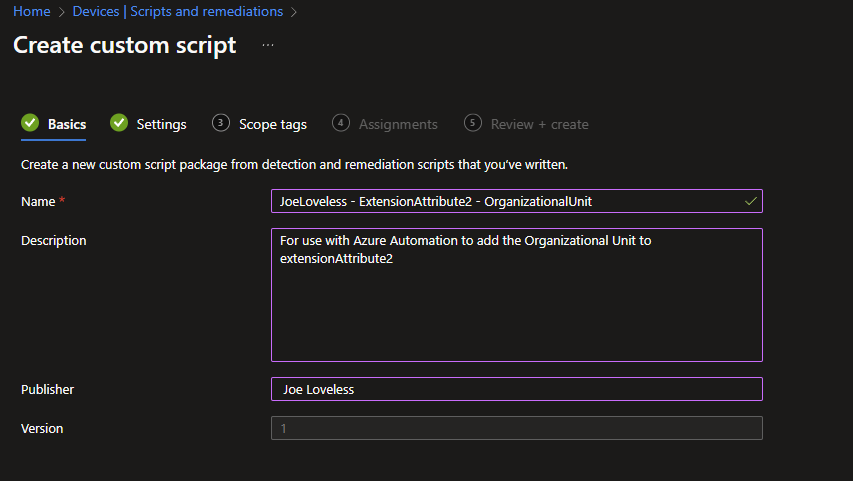 Home > Devices | Scripts and remediations >
Create custom script ...
Basics
Settings
3 Scope tags
4 Assignments
5 Review + create
Create a new custom script package from detection and remediation scripts that you've written.
Name *
JoeLoveless - ExtensionAttribute2 - OrganizationalUnit
Description
For use with Azure Automation to add the Organizational Unit to
extensionAttribute2
Publisher
Joe Loveless
Version
1